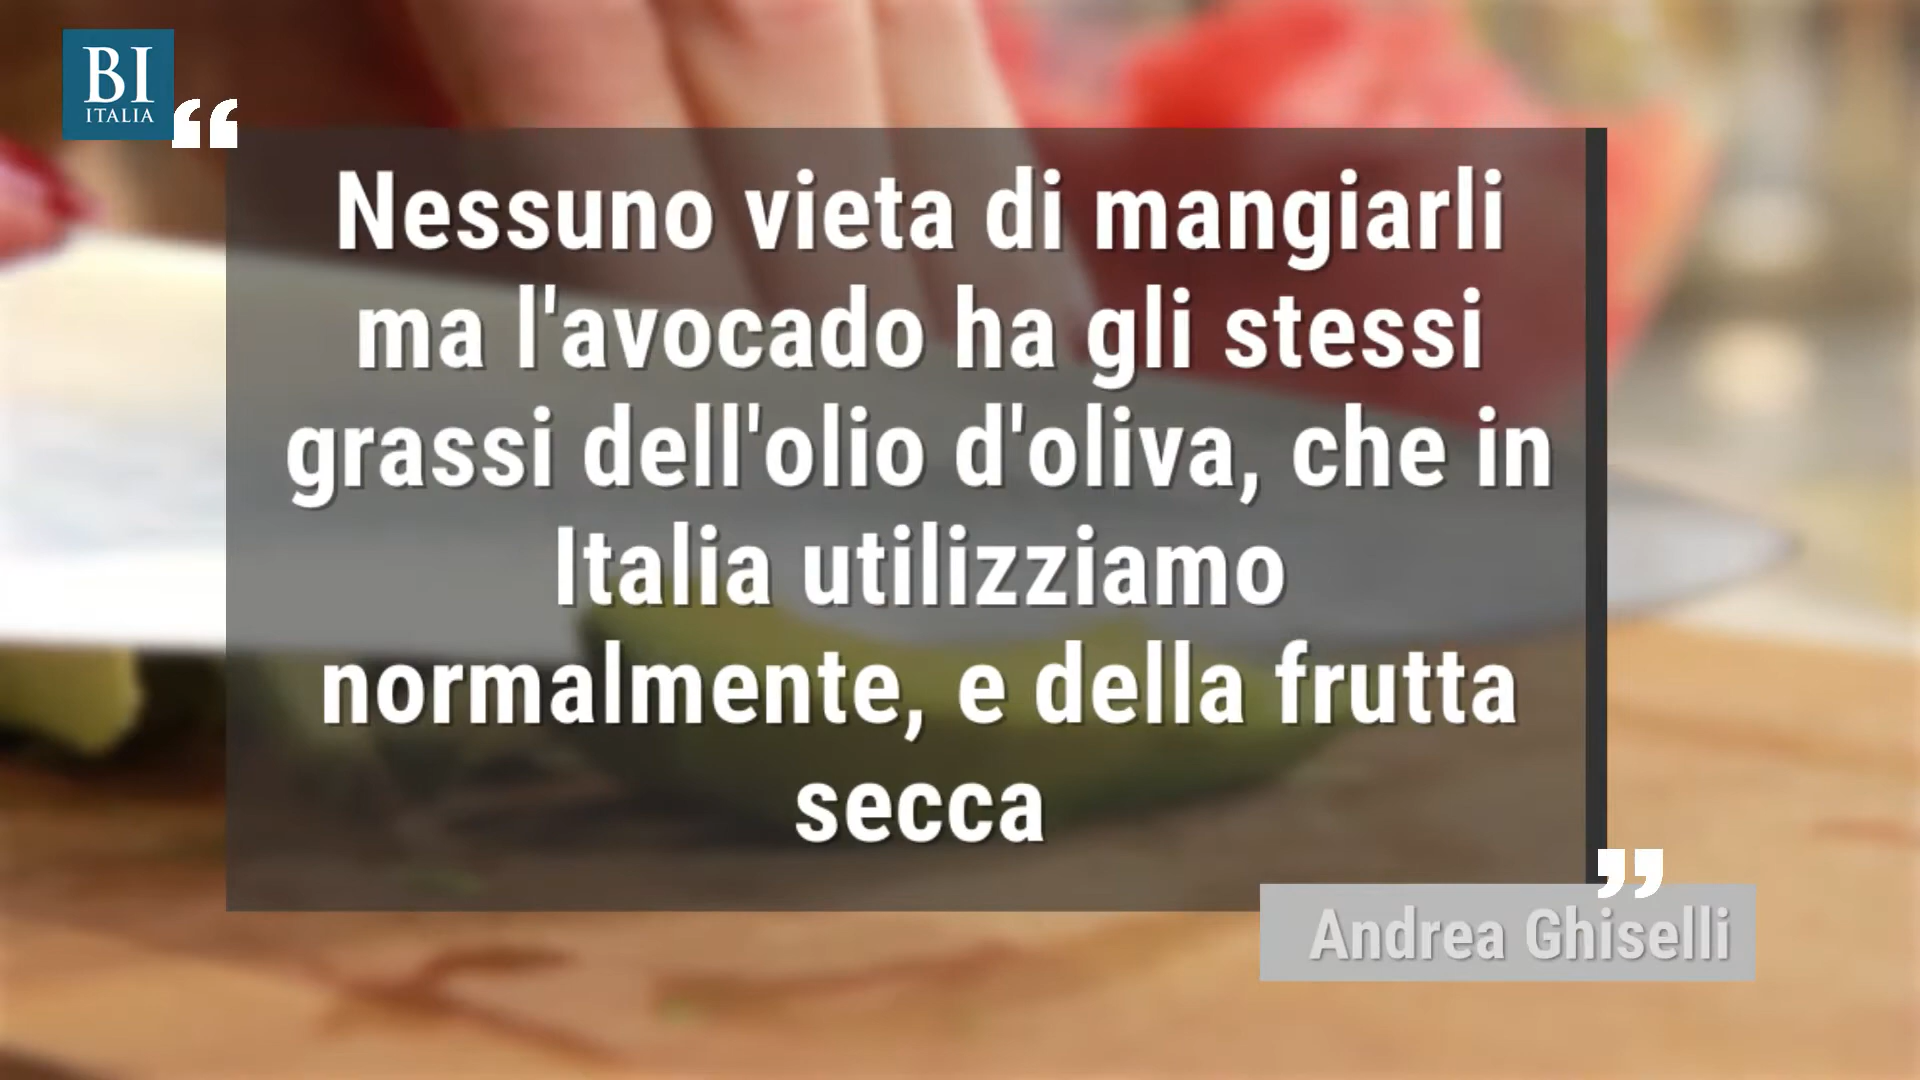 BI
ITALIA
“
Nessuno vieta di mangiarli
ma l'avocado ha gli stessi
grassi dell'olio d'oliva, che in
Italia utilizziamo
normalmente, e della frutta
secca
”
Andrea Ghiselli